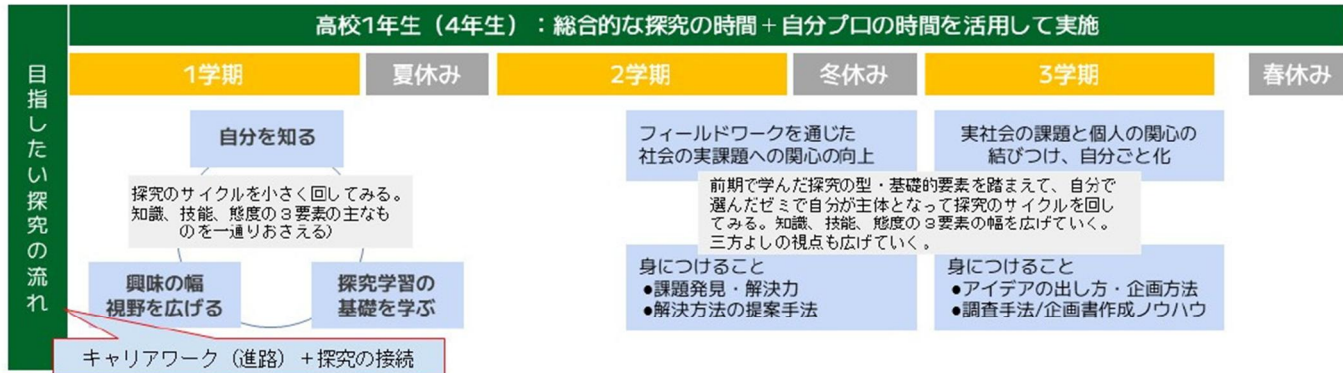 高校1年生(4年生):総合的な探究の時間+自分プロの時間を活用して実施
目指したい探究の流れ
1学期
夏休み
2学期
冬休み
3学期
春休み
自分を知る
探究のサイクルを小さく回してみる。
知識、技能、態度の3要素の主なも
のを一通りおさえる)
興味の幅
視野を広げる
探究学習の
基礎を学ぶ
キャリアワーク(進路)+探究の接続
フィールドワークを通じた
社会の実課題への関心の向上
実社会の課題と個人の関心の
結びつけ、自分ごと化
前期で学んだ探究の型・基礎的要素を踏まえて、自分で
選んだゼミで自分が主体となって探究のサイクルを回し
てみる。知識、技能、態度の3要素の幅を広げていく。
三方よしの視点も広げていく。
身につけること
●課題発見・解決力
●解決方法の提案手法
身につけること
●アイデアの出し方・企画方法
●調査手法/企画書作成ノウハウ